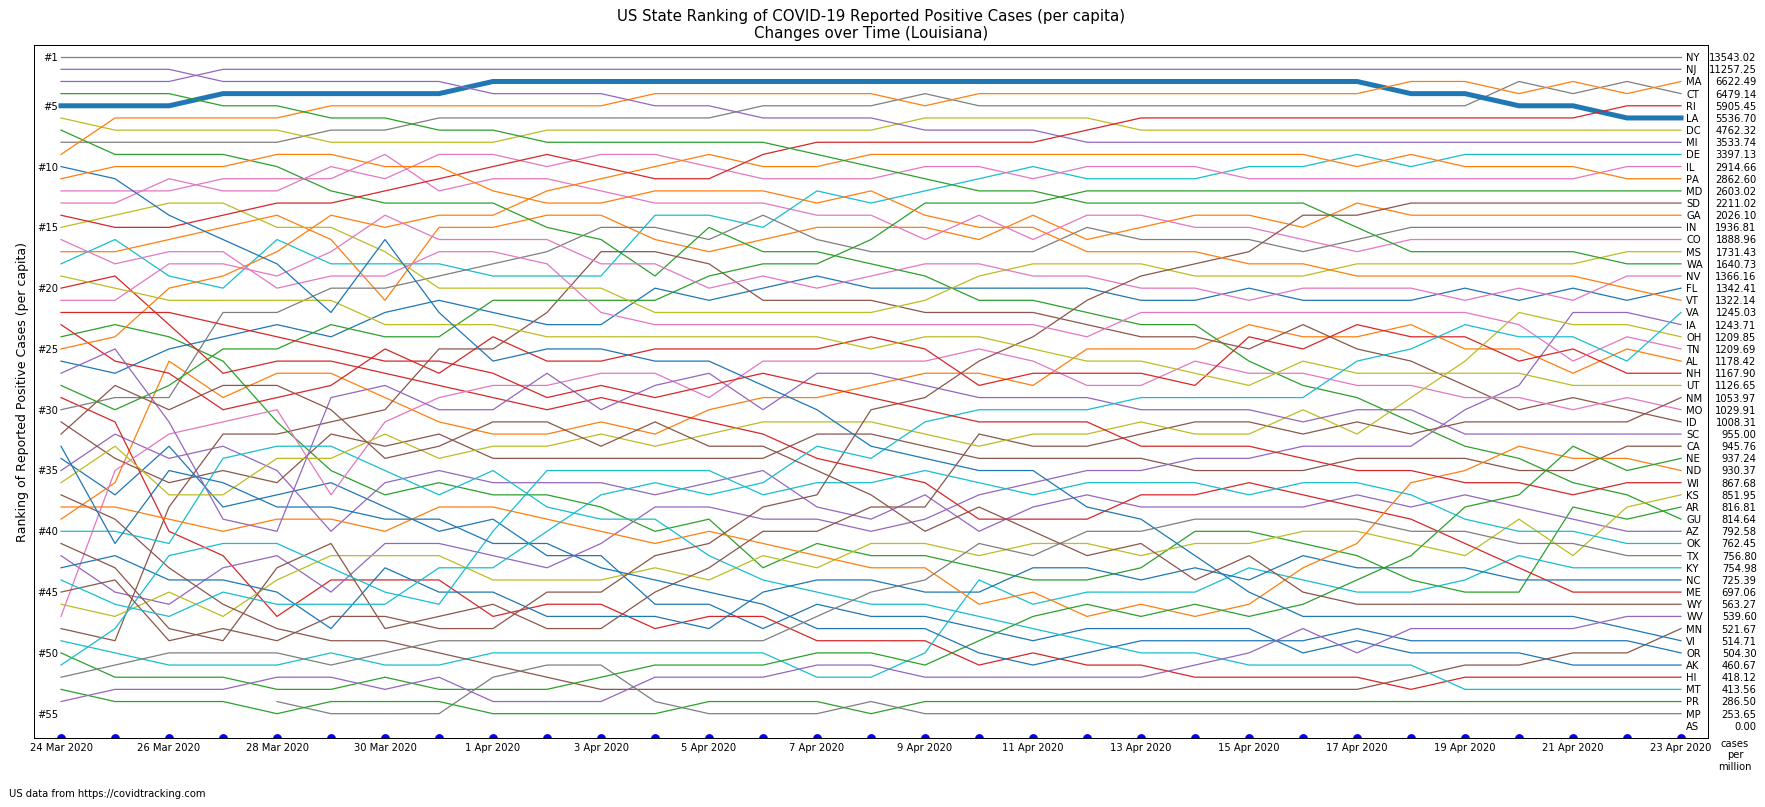 US State Ranking of COVID-19 Reported Positive Cases (per capita)
Changes over Time (Louisiana)
Ranking of Reported Positive Cases (per capita)
#1
#5
#10
#15
#20
#25
#30
#35
#40
#45
#50
#55
NY 13543.02
NJ 11257.25
MA 6622.49
CT 6479.14
RI 5905.45
LA 5536.70
DC 4762.32
MI 3533.74
DE 3397.13
IL 2914.66
PA 2862.60
MD 2603.02
SD 2211.02
GA 2026.10
IN 1936.81
CO 1888.96
MS 1731.43
WA 1640.73
NV 1366.16
FL 1342.41
VT 1322.14
VA 1245.03
IA 1243.71
OH 1209.85
TN 1209.69
AL 1178.42
NH 1167.90
UT 1126.65
NM 1053.97
MO 1029.91
ID 1008.31
SC 955.00
CA 945.76
NE 937.24
ND 930.37
WI 867.68
KS 851.95
AR 816.81
GU 814.64
AZ 792.58
OK 762.45
TX 756.80
KY 754.98
NC 725.39
ME 697.06
WY 563.27
WV 539.60
MN 521.67
VI 514.71
OR 504.30
AK 460.67
HI 418.12
MT 413.56
PR 286.50
MP 253.65
AS 0.00
24 Mar 2020 26 Mar 2020 28 Mar 2020 30 Mar 2020 1 Apr 2020 3 Apr 2020 5 Apr 2020 7 Apr 2020 9 Apr 2020 11 Apr 2020 13 Apr 2020 15 Apr 2020 17 Apr 2020 19 Apr 2020 21 Apr 2020 23 Apr 2020
cases
per
million
US data from https://covidtracking.com